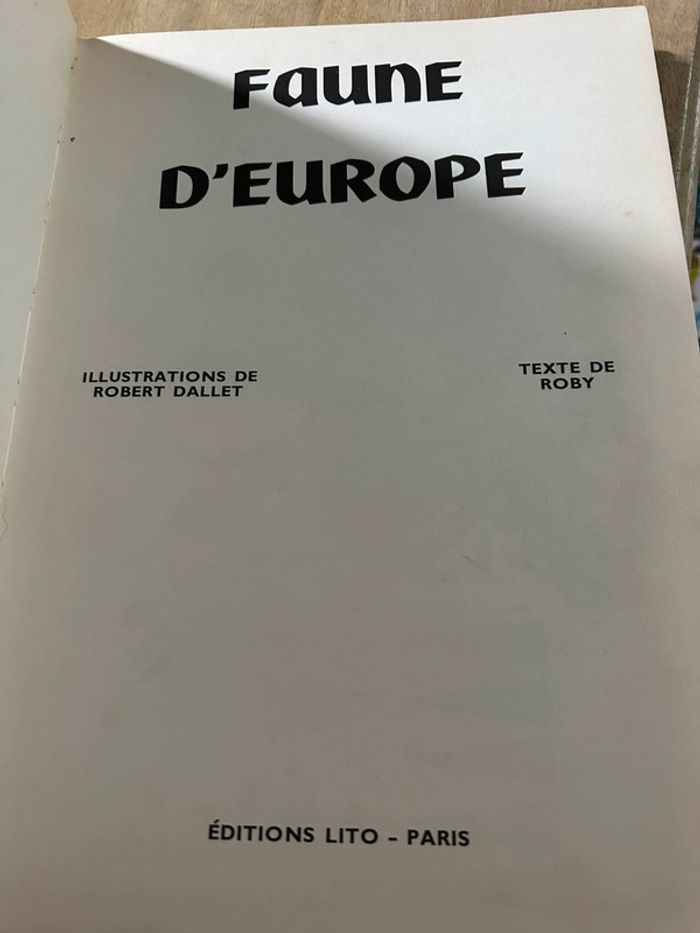 FAUNE
D'EUROPE
ILLUSTRATIONS DE
ROBERT DALLET
TEXTE DE
ROBY
ÉDITIONS LITO – PARIS